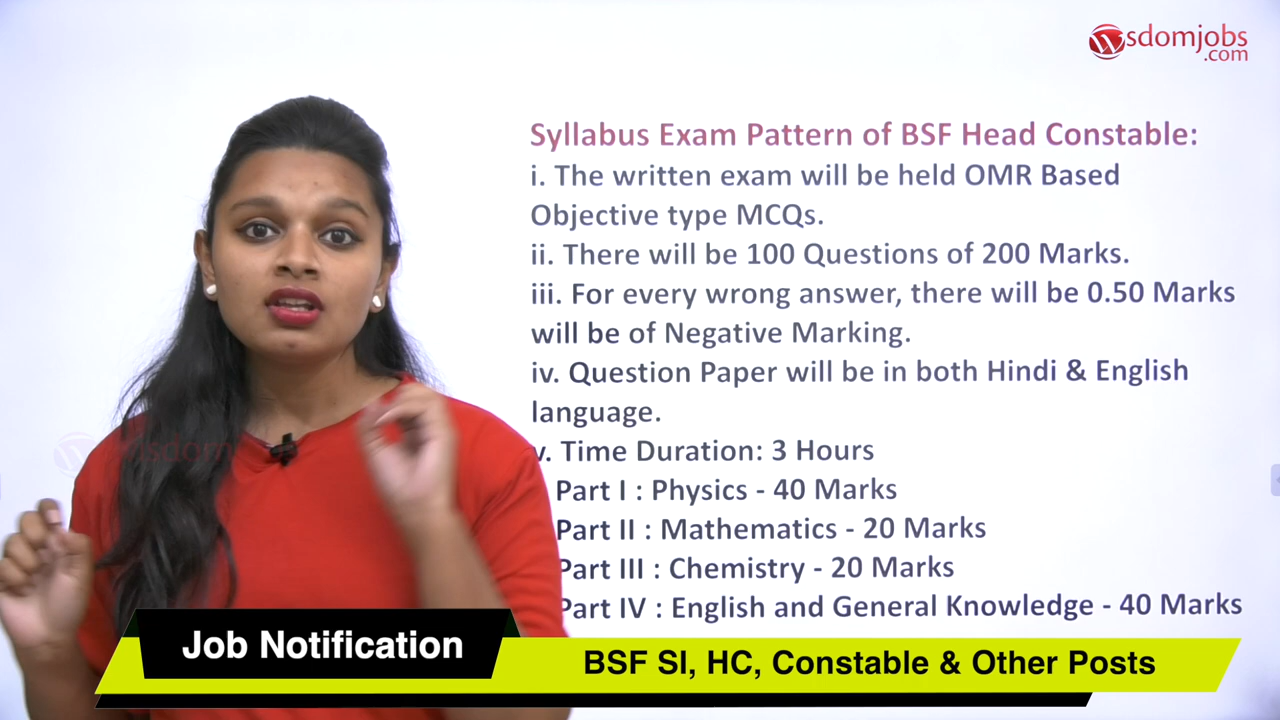 Wsdomjobs
.com
Syllabus Exam Pattern of BSF Head Constable:
i. The written exam will be held OMR Based
Objective type MCQs.
ii. There will be 100 Questions of 200 Marks.
iii. For every wrong answer, there will be 0.50 Marks
will be of Negative Marking.
iv. Question Paper will be in both Hindi & English
language.
v. Time Duration: 3 Hours
Part I : Physics - 40 Marks
Part II : Mathematics - 20 Marks
Part III : Chemistry - 20 Marks
Part IV : English and General Knowledge - 40 Marks
Wsdom
Job Notification
BSF SI, HC, Constable & Other Posts